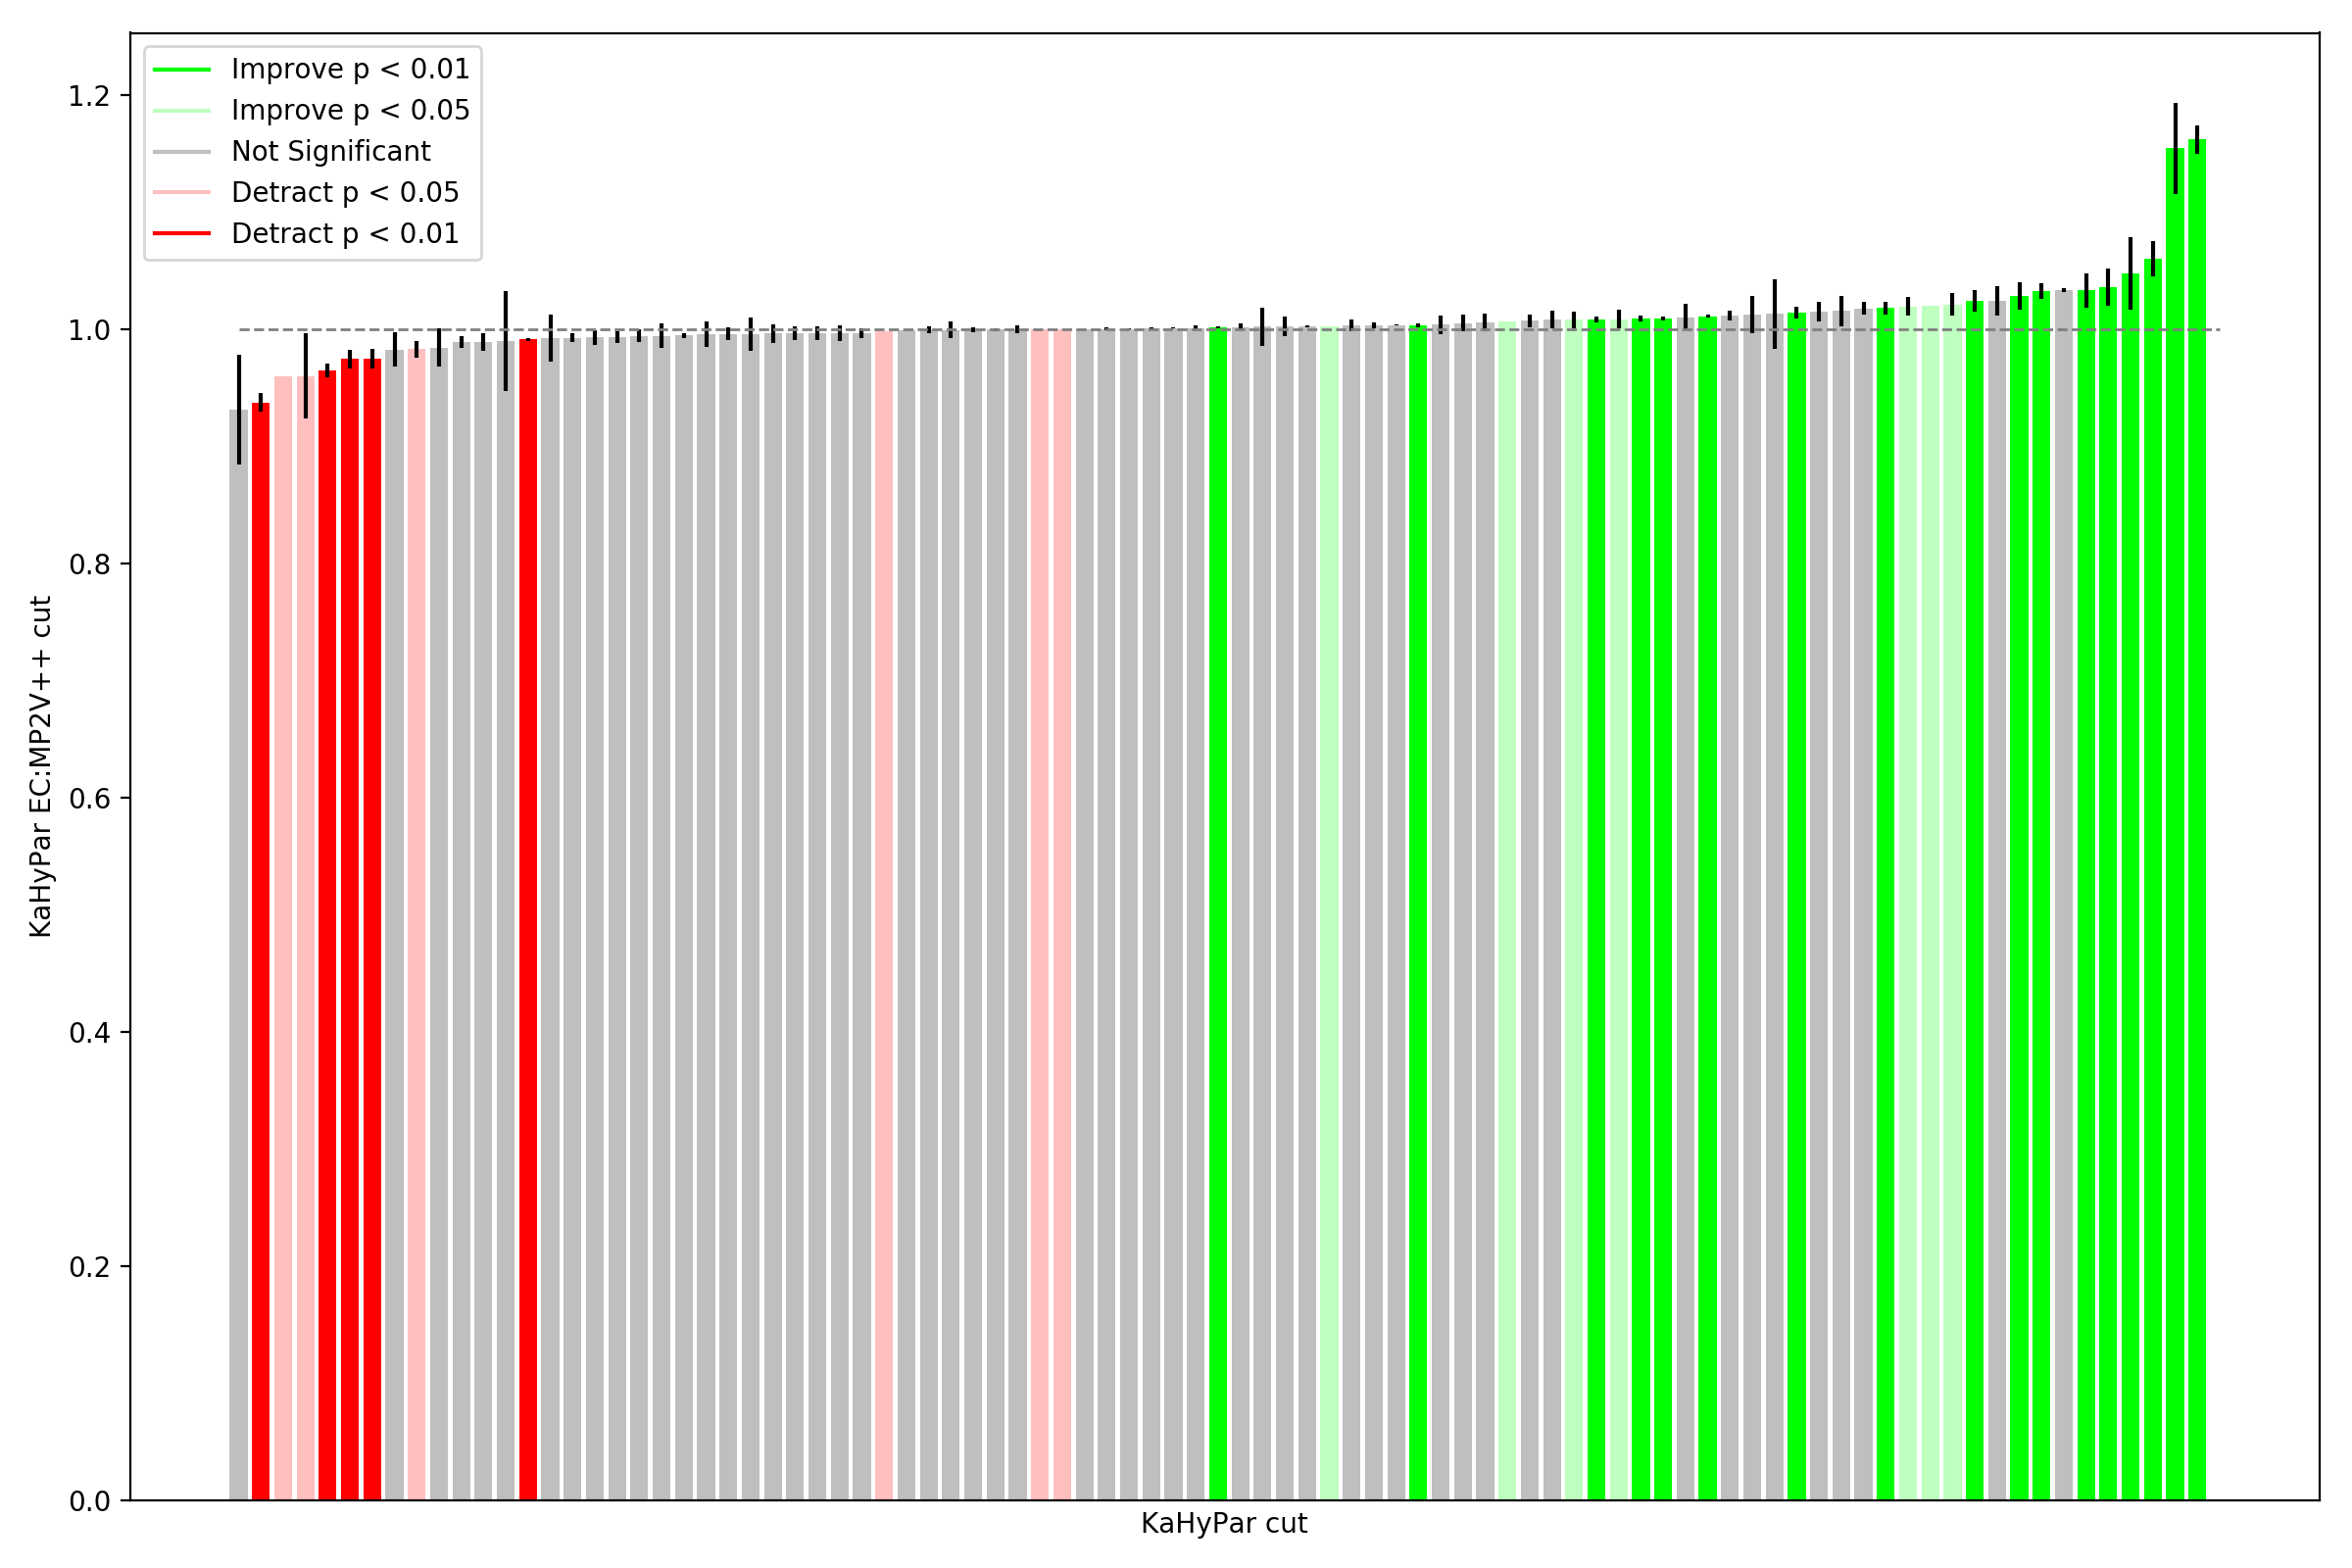 Improve p < 0.01
Improve p < 0.05
Not Significant
Detract p < 0.05
Detract p < 0.01
1.2
1.0
0.8
0.6
0.4
0.2
0.0
KaHyPar EC:MP2V++ cut
KaHyPar cut